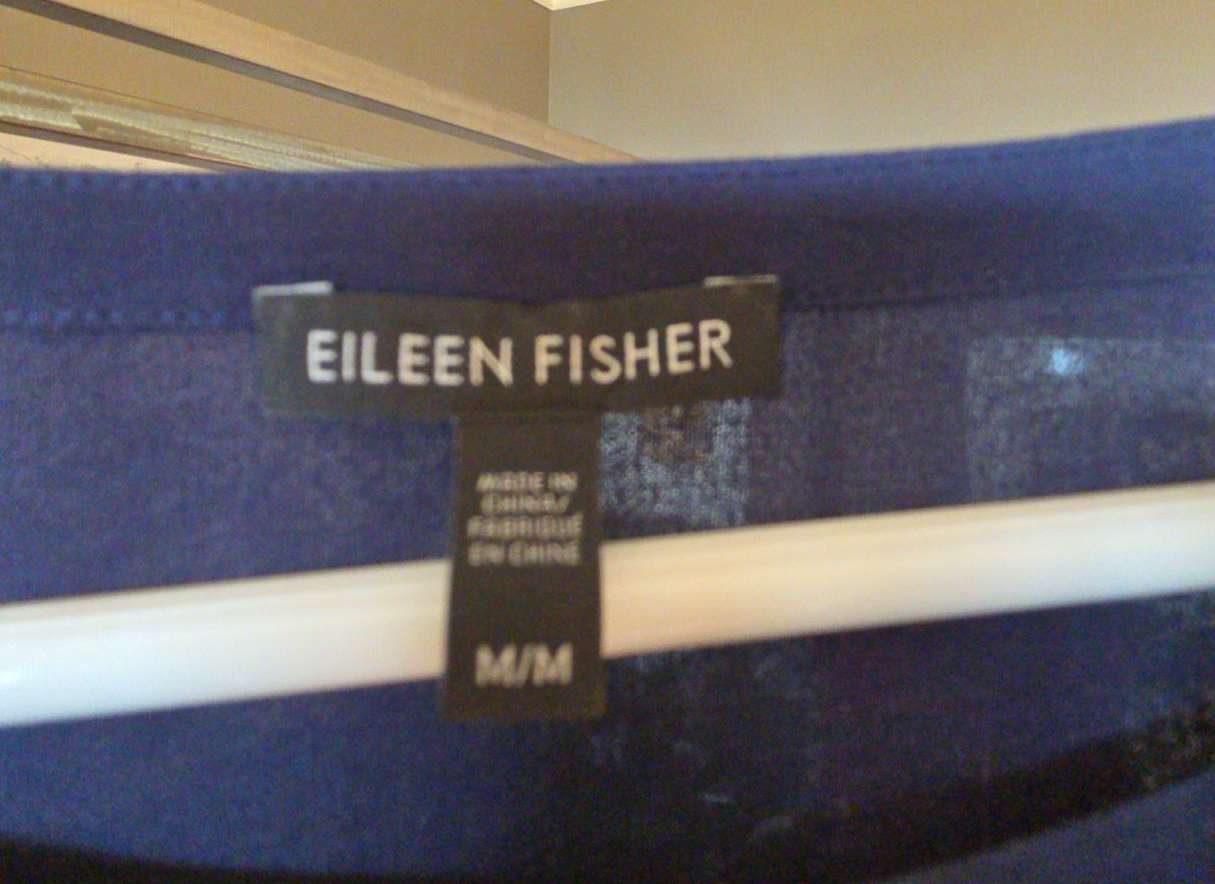 EILEEN FISHER
MADE IN
CHINA/
FABRIQUÉ
EN CHINE
M/M